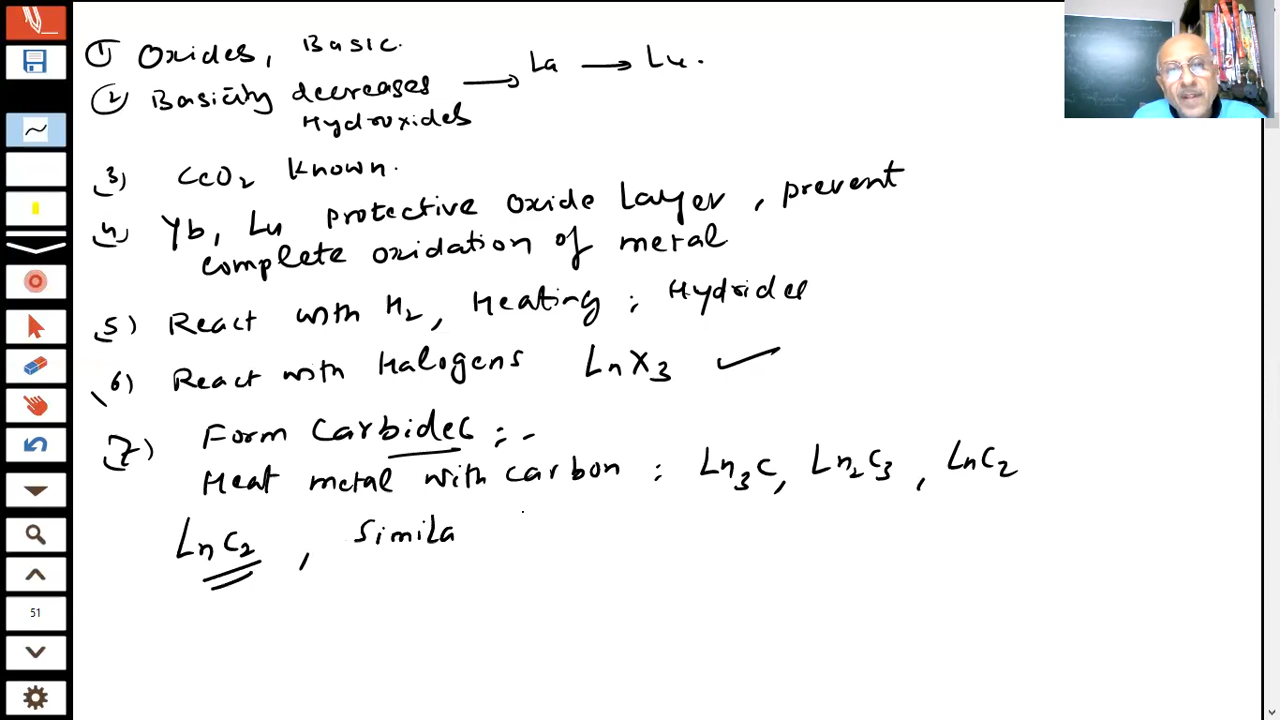 ① Oxides, Basic.
② Basicity decreases → La → Lu.
Hydroxides
3) CeO₂ Known.
4) Yb, Lu protective oxide Layer, prevent
complete oxidation of metal
5) React with H₂, Heating : Hydrides
6) React with Halogens LnX₃ ✓
7) Form Carbides :-
Heat metal with carbon : Ln₃C, Ln₂C₃, LnC₂
LnC₂, Simila
51